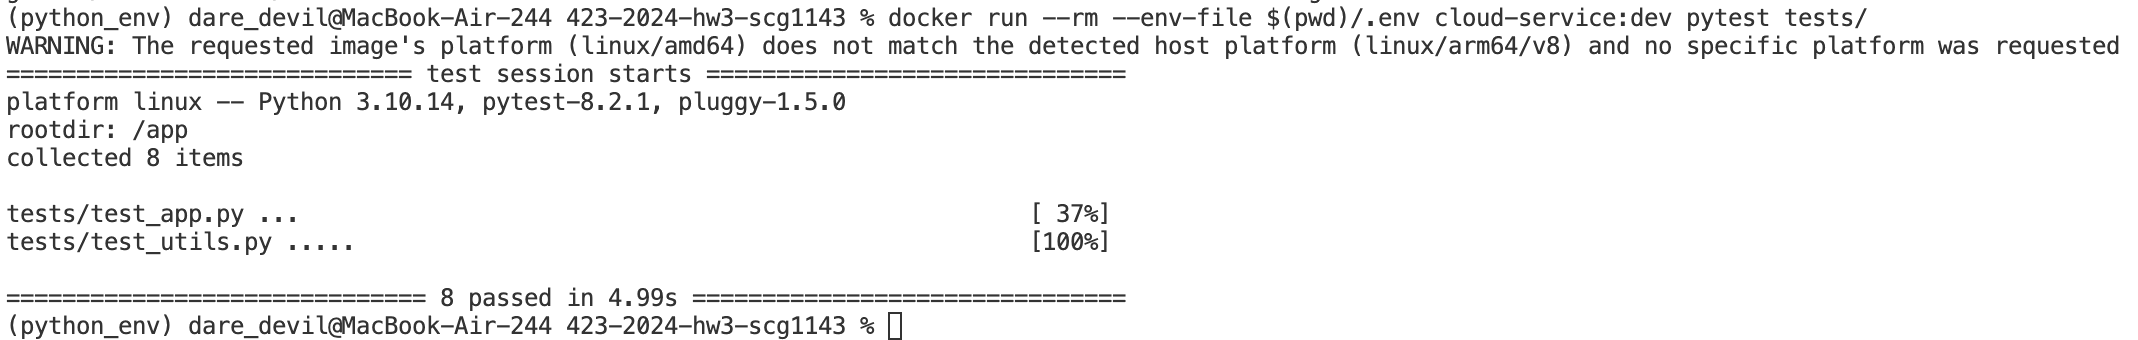 (python_env) dare_devil@MacBook-Air-244 423-2024-hw3-scg1143 % docker run --rm --env-file $(pwd)/.env cloud-service:dev pytest tests/
WARNING: The requested image's platform (linux/amd64) does not match the detected host platform (linux/arm64/v8) and no specific platform was requested
============================= test session starts ==============================
platform linux -- Python 3.10.14, pytest-8.2.1, pluggy-1.5.0
rootdir: /app
collected 8 items
tests/test_app.py ... [ 37%]
tests/test_utils.py ..... [100%]
============================== 8 passed in 4.99s ===============================
(python_env) dare_devil@MacBook-Air-244 423-2024-hw3-scg1143 %